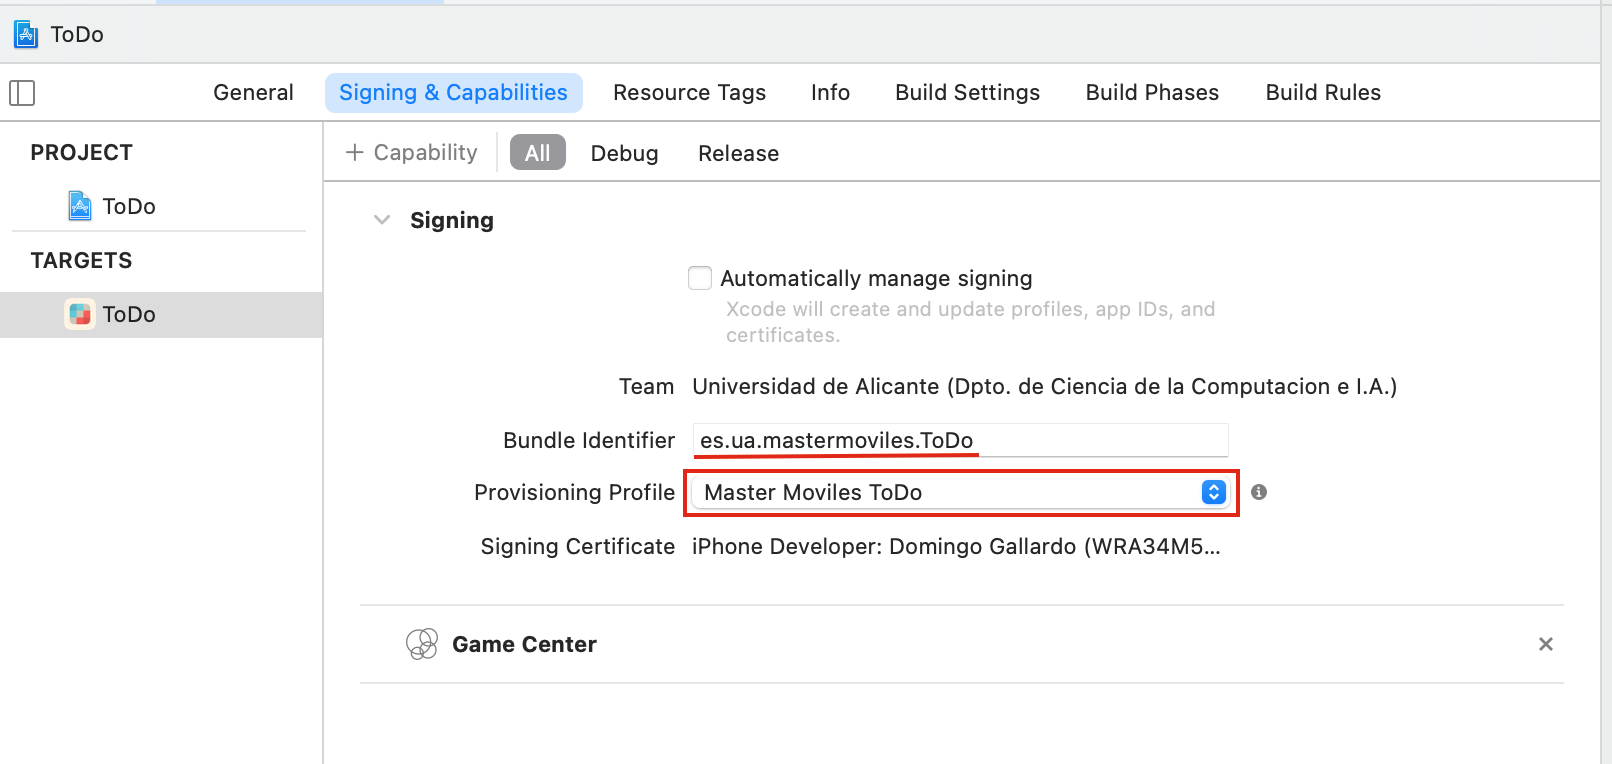 ToDo
General Signing & Capabilities Resource Tags Info Build Settings Build Phases Build Rules
PROJECT
ToDo
TARGETS
ToDo
+ Capability All Debug Release
Signing
Automatically manage signing
Xcode will create and update profiles, app IDs, and
certificates.
Team Universidad de Alicante (Dpto. de Ciencia de la Computacion e I.A.)
Bundle Identifier es.ua.mastermoviles.ToDo
Provisioning Profile Master Moviles ToDo
Signing Certificate iPhone Developer: Domingo Gallardo (WRA34M5...
Game Center